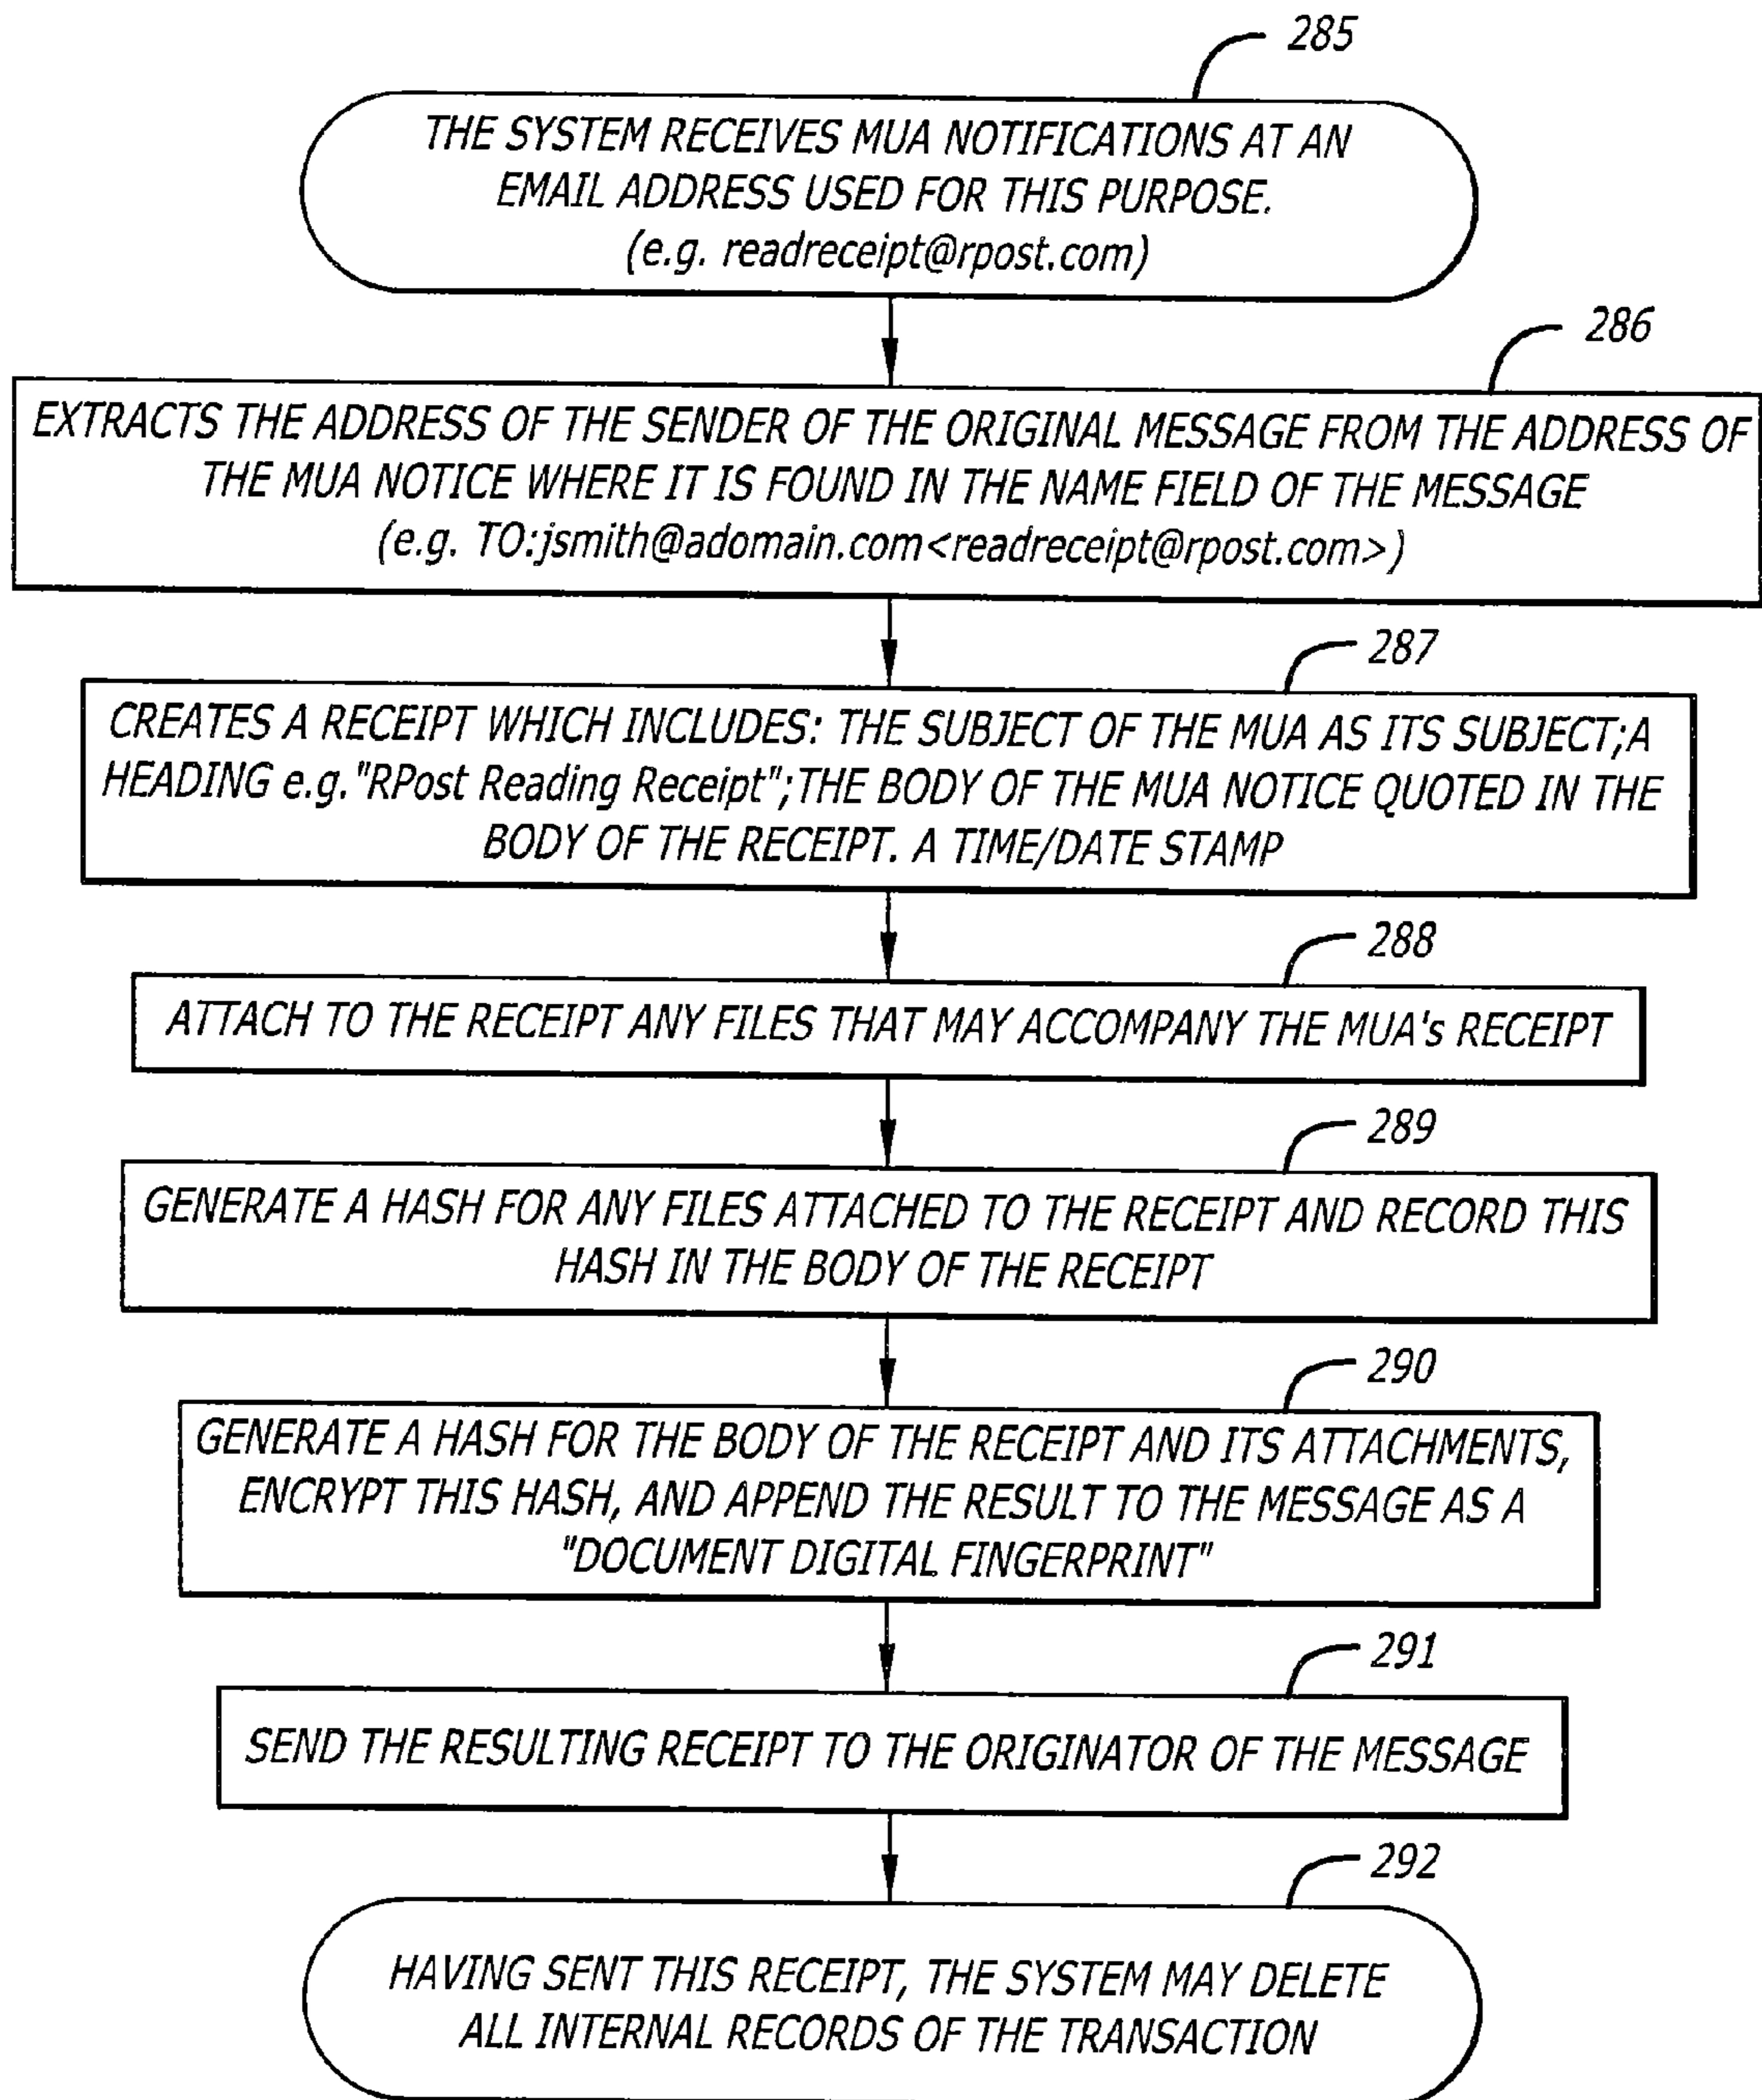 285
THE SYSTEM RECEIVES MUA NOTIFICATIONS AT AN
EMAIL ADDRESS USED FOR THIS PURPOSE.
(e.g. readreceipt@rpost.com)
286
EXTRACTS THE ADDRESS OF THE SENDER OF THE ORIGINAL MESSAGE FROM THE ADDRESS OF
THE MUA NOTICE WHERE IT IS FOUND IN THE NAME FIELD OF THE MESSAGE
(e.g. TO:jsmith@adomain.com<readreceipt@rpost.com>)
287
CREATES A RECEIPT WHICH INCLUDES: THE SUBJECT OF THE MUA AS ITS SUBJECT;A
HEADING e.g."RPost Reading Receipt";THE BODY OF THE MUA NOTICE QUOTED IN THE
BODY OF THE RECEIPT. A TIME/DATE STAMP
288
ATTACH TO THE RECEIPT ANY FILES THAT MAY ACCOMPANY THE MUA's RECEIPT
289
GENERATE A HASH FOR ANY FILES ATTACHED TO THE RECEIPT AND RECORD THIS
HASH IN THE BODY OF THE RECEIPT
290
GENERATE A HASH FOR THE BODY OF THE RECEIPT AND ITS ATTACHMENTS,
ENCRYPT THIS HASH, AND APPEND THE RESULT TO THE MESSAGE AS A
"DOCUMENT DIGITAL FINGERPRINT"
291
SEND THE RESULTING RECEIPT TO THE ORIGINATOR OF THE MESSAGE
292
HAVING SENT THIS RECEIPT, THE SYSTEM MAY DELETE
ALL INTERNAL RECORDS OF THE TRANSACTION